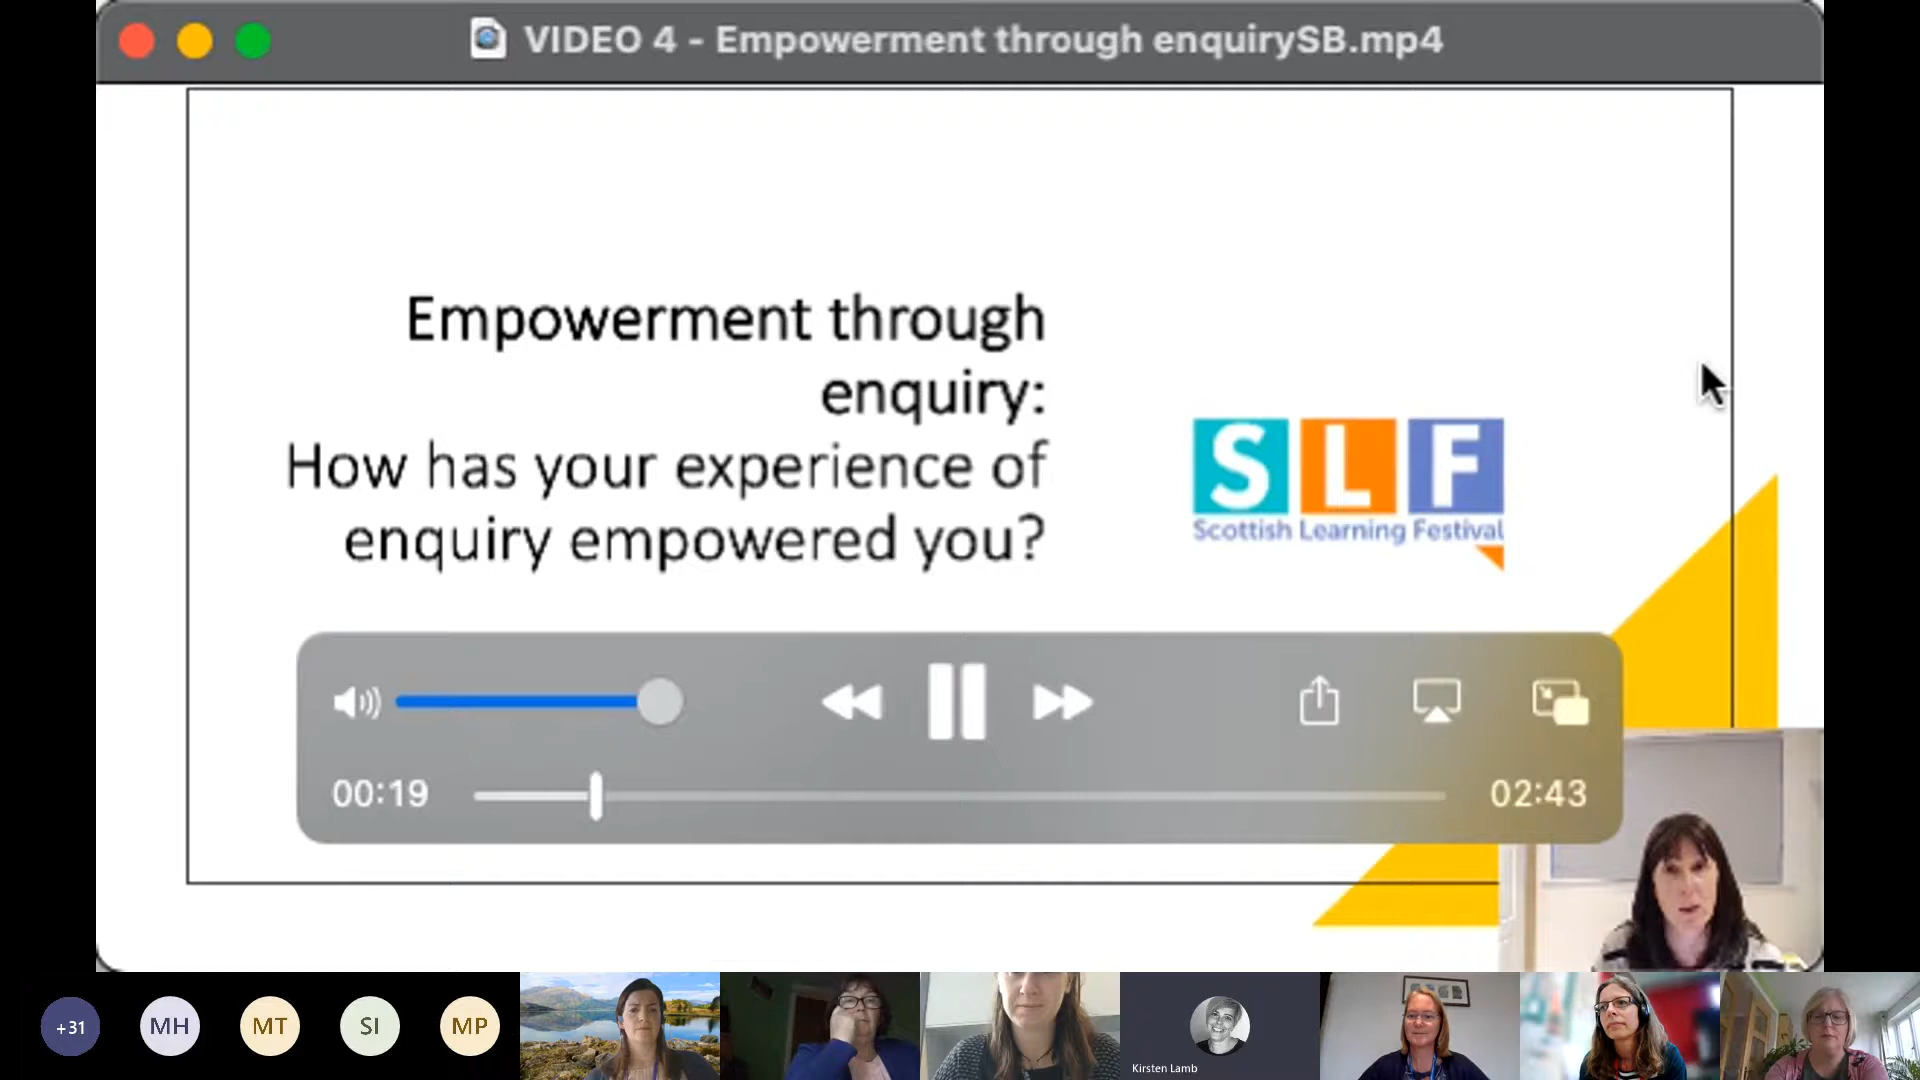 VIDEO 4 - Empowerment through enquirySB.mp4
Empowerment through
enquiry:
How has your experience of
enquiry empowered you?
SLF
Scottish Learning Festival
00:19
02:43
+31
MH
MT
SI
MP
Kirsten Lamb